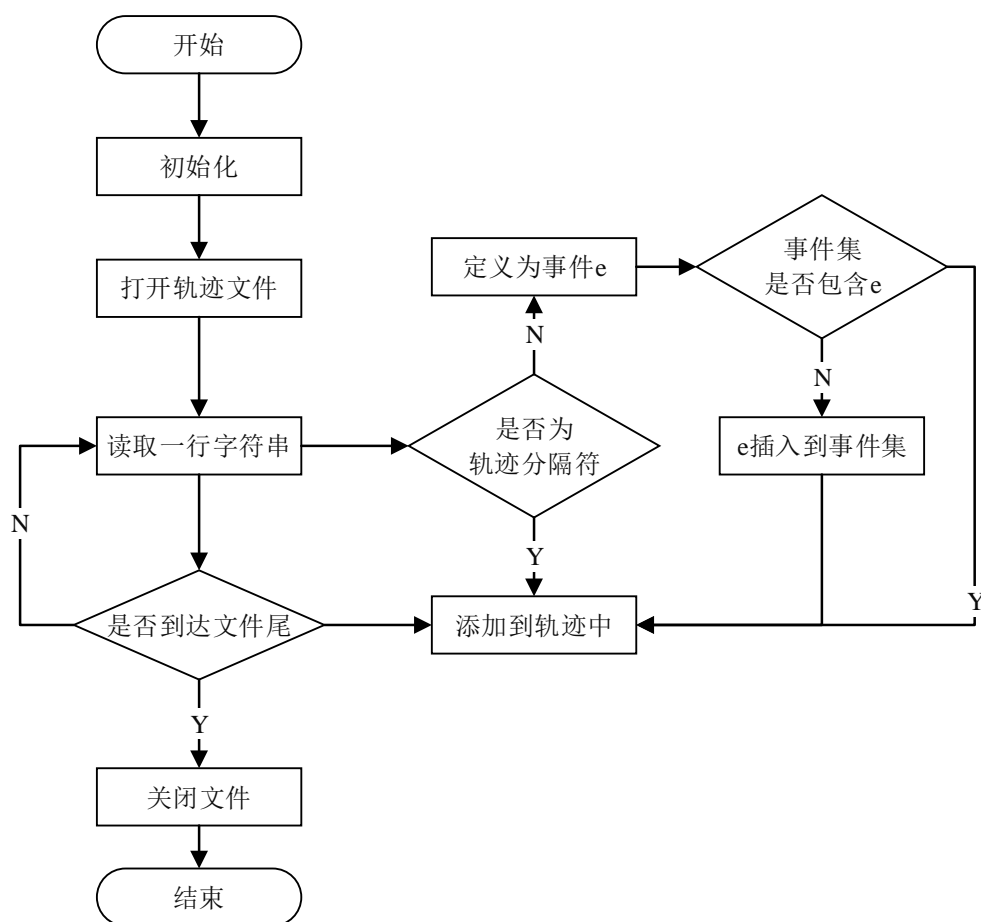 开始
初始化
打开轨迹文件
读取一行字符串
N
是否到达文件尾
Y
关闭文件
结束
定义为事件e
N
是否为
轨迹分隔符
Y
添加到轨迹中
事件集
是否包含e
N
e插入到事件集
Y